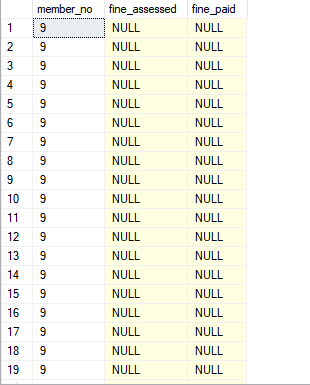 member_no fine_assessed fine_paid
1 9 NULL NULL
2 9 NULL NULL
3 9 NULL NULL
4 9 NULL NULL
5 9 NULL NULL
6 9 NULL NULL
7 9 NULL NULL
8 9 NULL NULL
9 9 NULL NULL
10 9 NULL NULL
11 9 NULL NULL
12 9 NULL NULL
13 9 NULL NULL
14 9 NULL NULL
15 9 NULL NULL
16 9 NULL NULL
17 9 NULL NULL
18 9 NULL NULL
19 9 NULL NULL